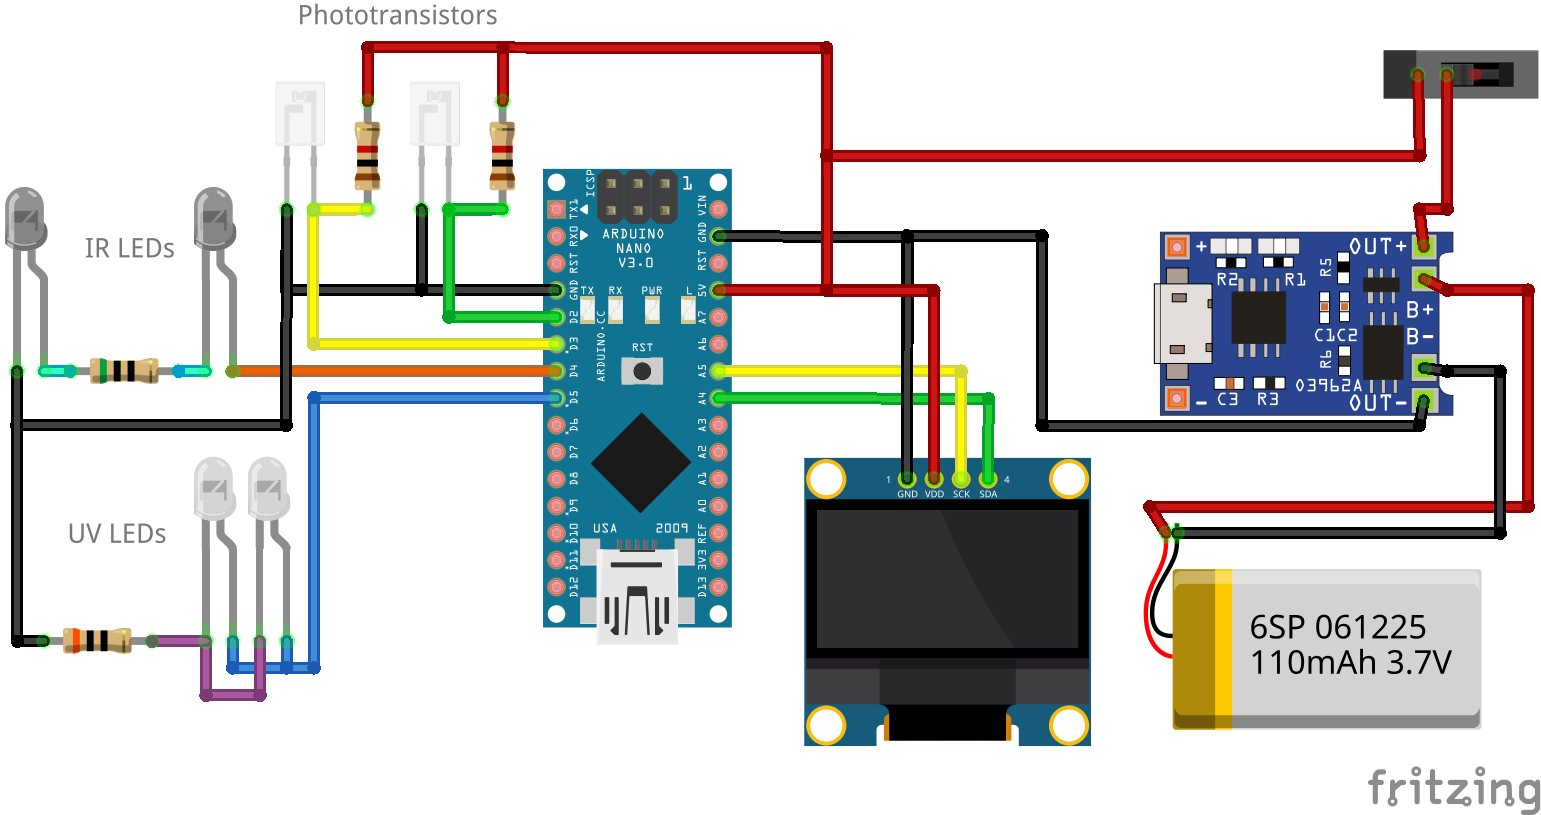 Phototransistors
IR LEDs
UV LEDs
ICSP
1
ARDUINO
NANO
V3.0
TX
RX
PWR
L
RST
ARDUINO.CC
USA
2009
TX1
RX0
RST
GND
D2
D3
D4
D5
D6
D7
D8
D9
D10
D11
D12
VIN
GND
RST
5V
A7
A6
A5
A4
A3
A2
A1
A0
REF
3V3
D13
1
GND
VDD
SCK
SDA
4
+
R2
R1
R5
OUT+
B+
C1C2
B-
R6
C3
R3
03962A
-
OUT-
6SP 061225
110mAh 3.7V
fritzing